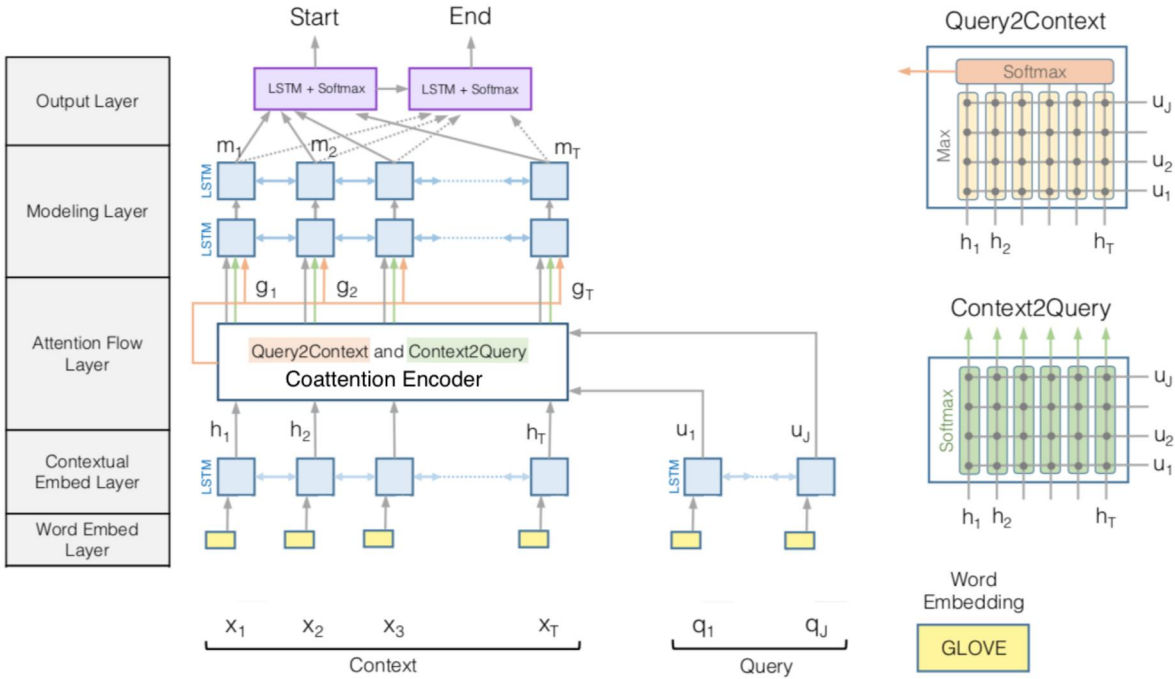 Start
End
Output Layer
LSTM + Softmax
LSTM + Softmax
m1
m2
mT
LSTM
Modeling Layer
LSTM
g1
g2
gT
Attention Flow
Layer
Query2Context and Context2Query
Coattention Encoder
h1
h2
hT
u1
uJ
Contextual
Embed Layer
LSTM
LSTM
Word Embed
Layer
x1
x2
x3
xT
q1
qJ
Context
Query
Query2Context
Softmax
Max
uJ
u2
u1
h1
h2
hT
Context2Query
Softmax
uJ
u2
u1
h1
h2
hT
Word
Embedding
GLOVE